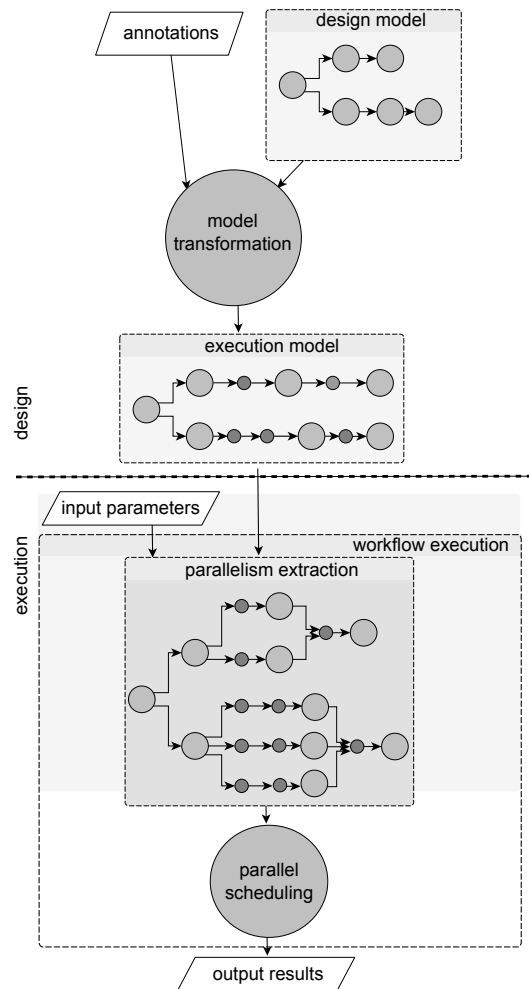 annotations
design model
model
transformation
execution model
design
input parameters
execution
workflow execution
parallelism extraction
parallel
scheduling
output results